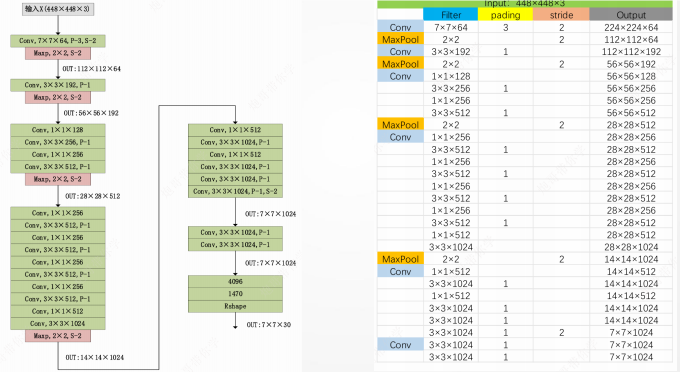 输入X(448×448×3)
Conv,7×7×64,P-3,S-2
Maxp,2×2,S-2
OUT:112×112×64
Conv,3×3×192,P-1
Maxp,2×2,S-2
OUT:56×56×192
Conv,1×1×128
Conv,3×3×256,P-1
Conv,1×1×256
Conv,3×3×512,P-1
Maxp,2×2,S-2
OUT:28×28×512
Conv,1×1×256
Conv,3×3×512,P-1
Conv,1×1×256
Conv,3×3×512,P-1
Conv,1×1×256
Conv,3×3×512,P-1
Conv,1×1×256
Conv,3×3×512,P-1
Conv,1×1×512
Conv,3×3×1024
Maxp,2×2,S-2
OUT:14×14×1024
Conv,1×1×512
Conv,3×3×1024,P-1
Conv,1×1×512
Conv,3×3×1024,P-1
Conv,3×3×1024,P-1
Conv,3×3×1024,P-1,S-2
OUT:7×7×1024
Conv,3×3×1024,P-1
Conv,3×3×1024,P-1
OUT:7×7×1024
4096
1470
Rshape
OUT:7×7×30
Input: 448×448×3
Filter pading stride Output
Conv 7×7×64 3 2 224×224×64
MaxPool 2×2 2 112×112×64
Conv 3×3×192 1 112×112×192
MaxPool 2×2 2 56×56×192
Conv 1×1×128 56×56×128
3×3×256 1 56×56×256
1×1×256 56×56×256
3×3×512 1 56×56×512
MaxPool 2×2 2 28×28×512
Conv 1×1×256 28×28×256
3×3×512 1 28×28×512
1×1×256 28×28×256
3×3×512 1 28×28×512
1×1×256 28×28×256
3×3×512 1 28×28×512
1×1×256 28×28×256
3×3×512 1 28×28×512
1×1×512 28×28×512
3×3×1024 28×28×1024
MaxPool 2×2 2 14×14×1024
Conv 1×1×512 14×14×512
3×3×1024 1 14×14×1024
1×1×512 14×14×512
3×3×1024 1 14×14×1024
3×3×1024 1 14×14×1024
3×3×1024 1 2 7×7×1024
Conv 3×3×1024 1 7×7×1024
3×3×1024 1 7×7×1024